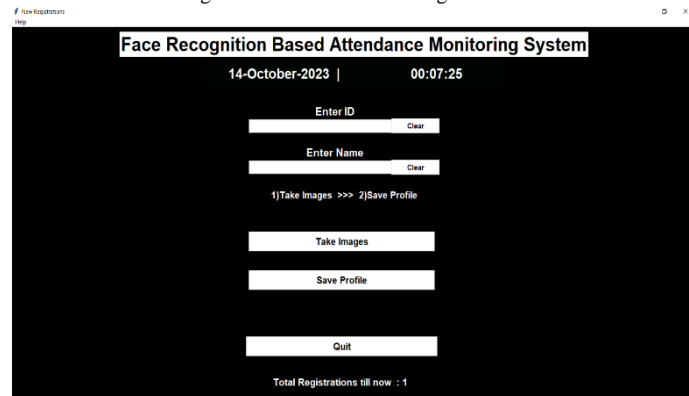 New Registrations
Help
Face Recognition Based Attendance Monitoring System
14-October-2023 | 00:07:25
Enter ID
Clear
Enter Name
Clear
1)Take Images >>> 2)Save Profile
Take Images
Save Profile
Quit
Total Registrations till now : 1